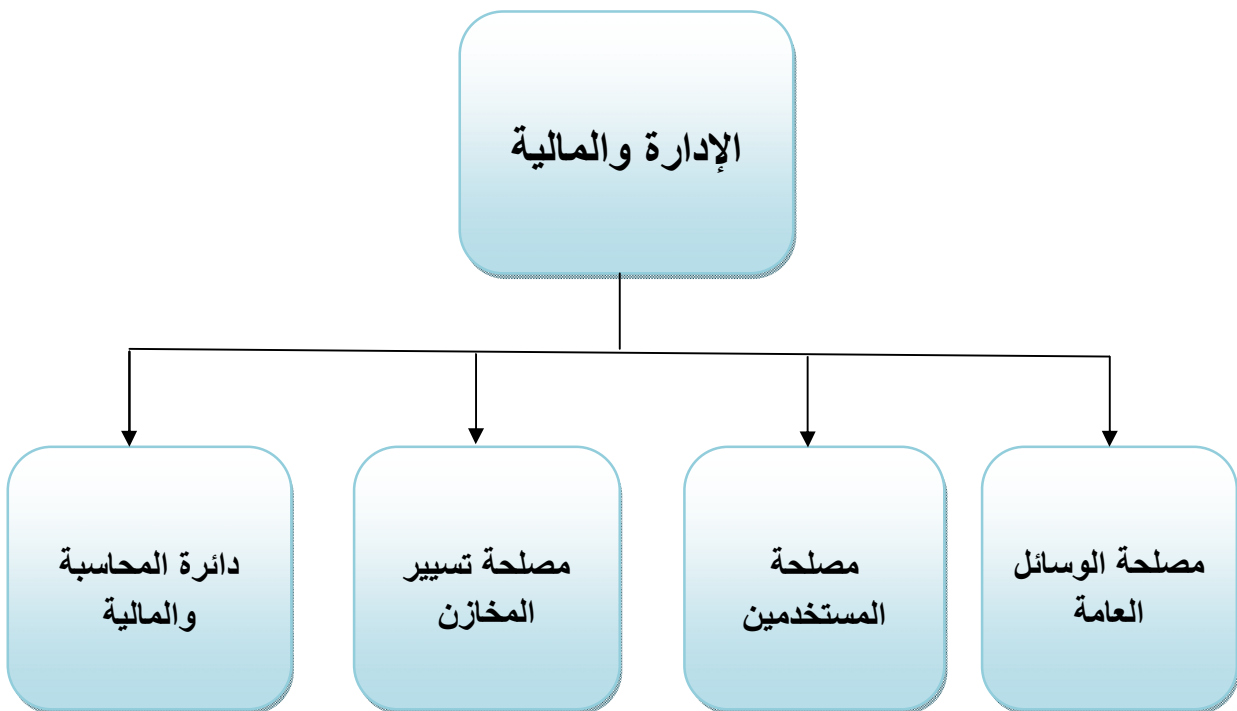 الإدارة والمالية
مصلحة الوسائل
العامة
مصلحة
المستخدمين
مصلحة تسيير
المخازن
دائرة المحاسبة
والمالية